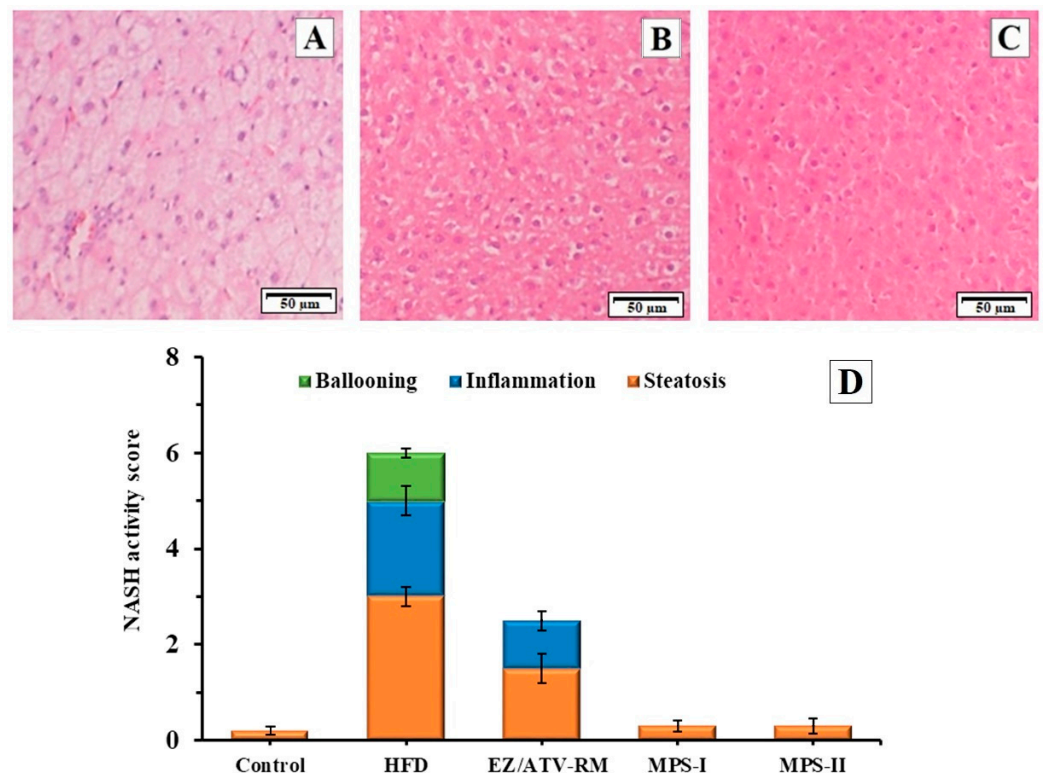 A
B
C
50 µm
50 µm
50 µm
D
Ballooning Inflammation Steatosis
8
6
4
2
0
NASH activity score
Control HFD EZ/ATV-RM MPS-I MPS-II